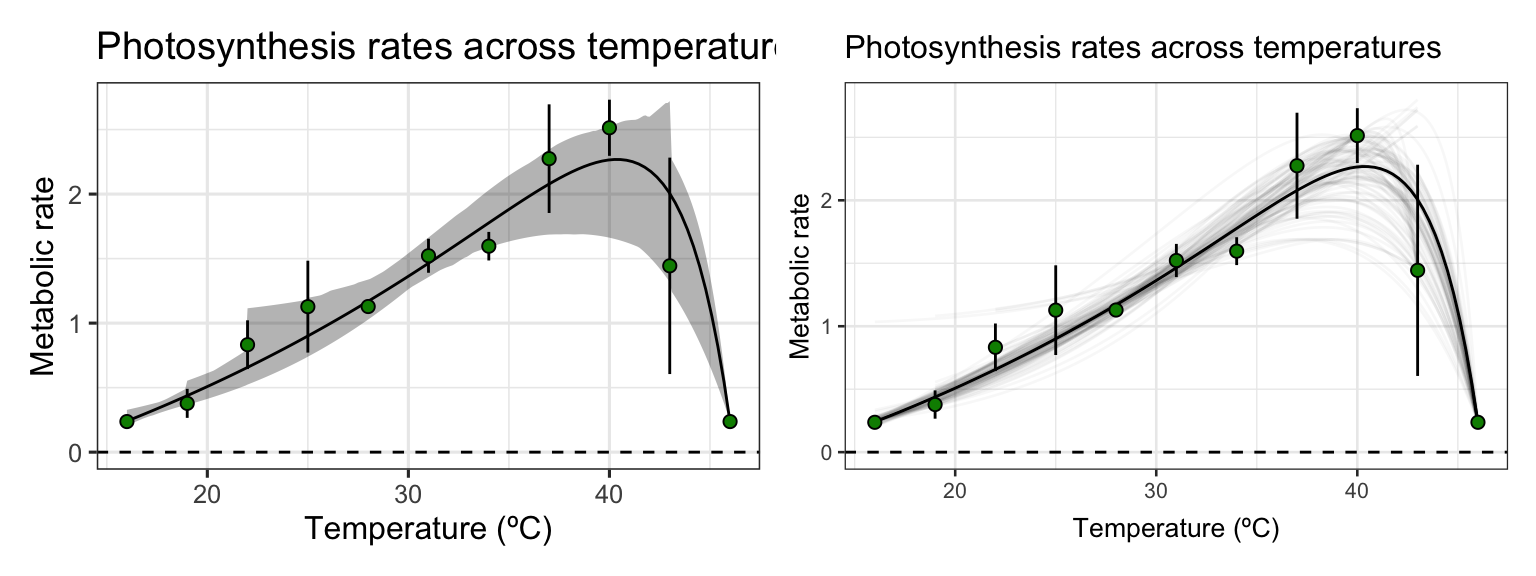 Photosynthesis rates across temperature
Metabolic rate
2
1
0
20 30 40
Temperature (ºC)
Photosynthesis rates across temperatures
Metabolic rate
2
1
0
20 30 40
Temperature (ºC)